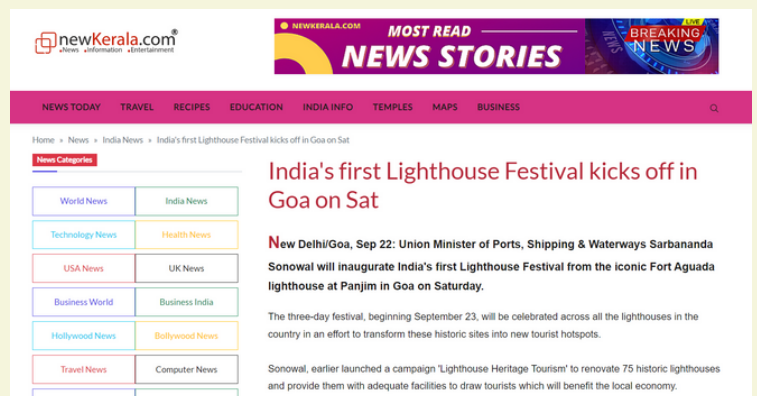 newKerala.com®
News Information Entertainment
NEWKERALA.COM
MOST READ
NEWS STORIES
LIVE
BREAKING
NEWS
NEWS TODAY TRAVEL RECIPES EDUCATION INDIA INFO TEMPLES MAPS BUSINESS
Home » News » India News » India's first Lighthouse Festival kicks off in Goa on Sat
News Categories
World News India News
Technology News Health News
USA News UK News
Business World Business India
Hollywood News Bollywood News
Travel News Computer News
India's first Lighthouse Festival kicks off in
Goa on Sat
New Delhi/Goa, Sep 22: Union Minister of Ports, Shipping & Waterways Sarbananda
Sonowal will inaugurate India's first Lighthouse Festival from the iconic Fort Aguada
lighthouse at Panjim in Goa on Saturday.
The three-day festival, beginning September 23, will be celebrated across all the lighthouses in the
country in an effort to transform these historic sites into new tourist hotspots.
Sonowal, earlier launched a campaign 'Lighthouse Heritage Tourism' to renovate 75 historic lighthouses
and provide them with adequate facilities to draw tourists which will benefit the local economy.